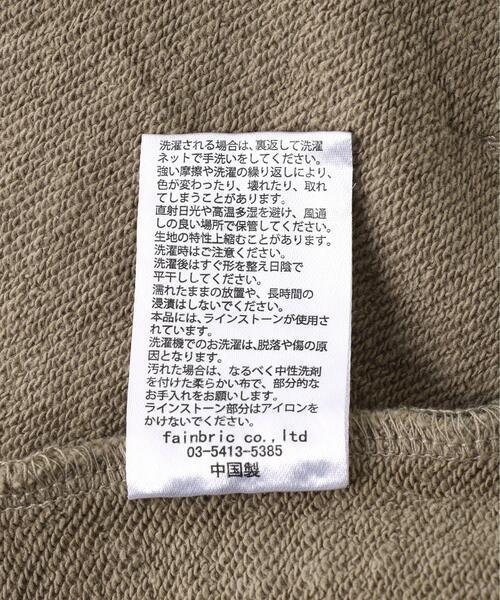 洗濯される場合は、裏返して洗濯
ネットで手洗いをしてください。
強い摩擦や洗濯の繰り返しにより、
色が変わったり、壊れたり、取れ
てしまうことがあります。
直射日光や高温多湿を避け、風通
しの良い場所で保管してください。
生地の特性上縮むことがあります。
洗濯時はご注意ください。
洗濯後はすぐ形を整え日陰で
平干ししてください。
濡れたままの放置や、長時間の
浸漬はしないでください。
本品には、ラインストーンが使用され
ています。
洗濯機でのお洗濯は、脱落や傷の原
因となります。
汚れた場合は、なるべく中性洗剤
を付けた柔らかい布で、部分的な
お手入れをお願いします。
ラインストーン部分はアイロンを
かけないでください。
fainbric co.,ltd
03-5413-5385
中国製